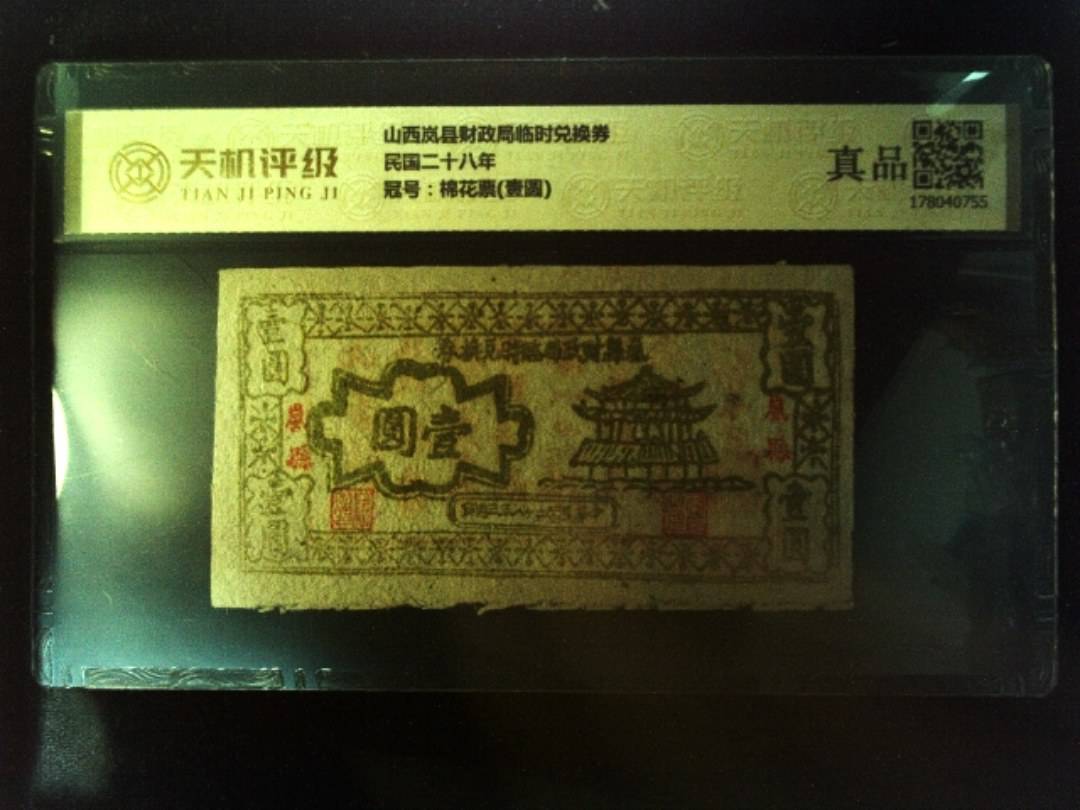 天机评级
TIAN JI PING JI
山西岚县财政局临时兑换券
民国二十八年
冠号：棉花票(壹圆)
真品
178040755
壹圓
壹圓
圓壹
縣
縣
壹圓
壹圓